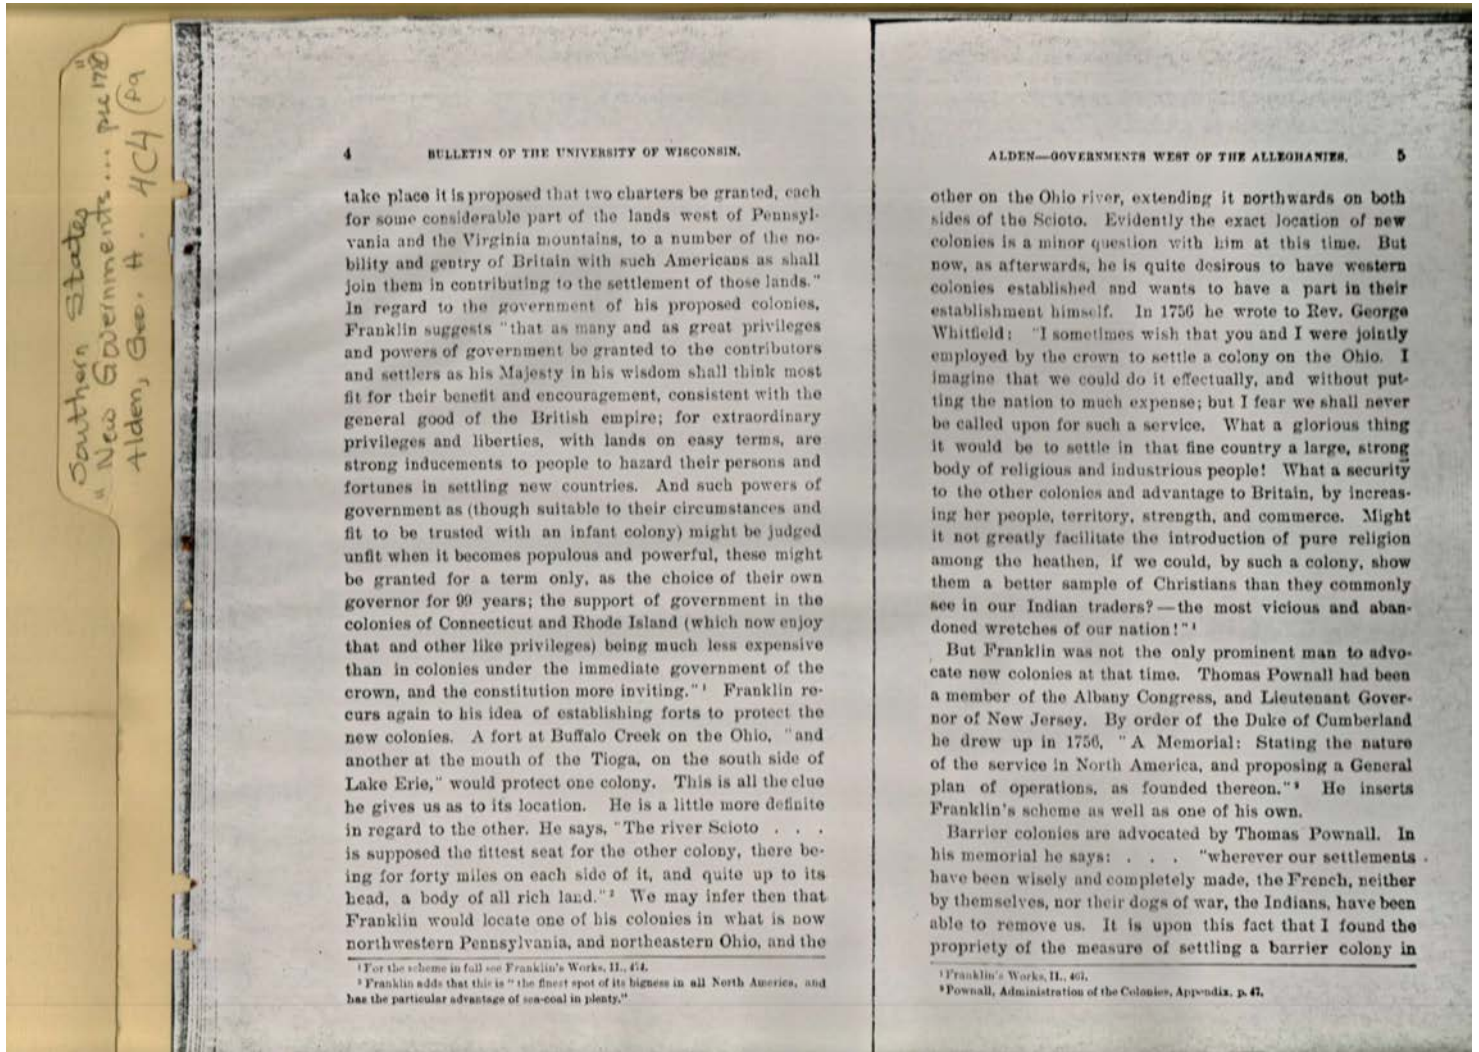 Southern States
"New Governments... pre 1780"
Alden, Geo. H. 4C4 (pg
4 BULLETIN OF THE UNIVERSITY OF WISCONSIN.
take place it is proposed that two charters be granted, each
for some considerable part of the lands west of Pennsyl-
vania and the Virginia mountains, to a number of the no-
bility and gentry of Britain with such Americans as shall
join them in contributing to the settlement of those lands."
In regard to the government of his proposed colonies,
Franklin suggests "that as many and as great privileges
and powers of government be granted to the contributors
and settlers as his Majesty in his wisdom shall think most
fit for their benefit and encouragement, consistent with the
general good of the British empire; for extraordinary
privileges and liberties, with lands on easy terms, are
strong inducements to people to hazard their persons and
fortunes in settling new countries. And such powers of
government as (though suitable to their circumstances and
fit to be trusted with an infant colony) might be judged
unfit when it becomes populous and powerful, these might
be granted for a term only, as the choice of their own
governor for 99 years; the support of government in the
colonies of Connecticut and Rhode Island (which now enjoy
that and other like privileges) being much less expensive
than in colonies under the immediate government of the
crown, and the constitution more inviting."¹ Franklin re-
curs again to his idea of establishing forts to protect the
new colonies. A fort at Buffalo Creek on the Ohio, "and
another at the mouth of the Tioga, on the south side of
Lake Erie," would protect one colony. This is all the clue
he gives us as to its location. He is a little more definite
in regard to the other. He says, "The river Scioto . . .
is supposed the fittest seat for the other colony, there be-
ing for forty miles on each side of it, and quite up to its
head, a body of all rich land."² We may infer then that
Franklin would locate one of his colonies in what is now
northwestern Pennsylvania, and northeastern Ohio, and the
¹ For the scheme in full see Franklin's Works, II., 474.
² Franklin adds that this is "the finest spot of its bigness in all North America, and
has the particular advantage of sea-coal in plenty."
ALDEN—GOVERNMENTS WEST OF THE ALLEGHANIES. 5
other on the Ohio river, extending it northwards on both
sides of the Scioto. Evidently the exact location of new
colonies is a minor question with him at this time. But
now, as afterwards, he is quite desirous to have western
colonies established and wants to have a part in their
establishment himself. In 1756 he wrote to Rev. George
Whitfield: "I sometimes wish that you and I were jointly
employed by the crown to settle a colony on the Ohio. I
imagine that we could do it effectually, and without put-
ting the nation to much expense; but I fear we shall never
be called upon for such a service. What a glorious thing
it would be to settle in that fine country a large, strong
body of religious and industrious people! What a security
to the other colonies and advantage to Britain, by increas-
ing her people, territory, strength, and commerce. Might
it not greatly facilitate the introduction of pure religion
among the heathen, if we could, by such a colony, show
them a better sample of Christians than they commonly
see in our Indian traders?—the most vicious and aban-
doned wretches of our nation!"¹
But Franklin was not the only prominent man to advo-
cate new colonies at that time. Thomas Pownall had been
a member of the Albany Congress, and Lieutenant Gover-
nor of New Jersey. By order of the Duke of Cumberland
he drew up in 1756, "A Memorial: Stating the nature
of the service in North America, and proposing a General
plan of operations, as founded thereon."² He inserts
Franklin's scheme as well as one of his own.
Barrier colonies are advocated by Thomas Pownall. In
his memorial he says: . . . "wherever our settlements
have been wisely and completely made, the French, neither
by themselves, nor their dogs of war, the Indians, have been
able to remove us. It is upon this fact that I found the
propriety of the measure of settling a barrier colony in
¹ Franklin's Works, II., 467.
² Pownall, Administration of the Colonies, Appendix, p. 47.